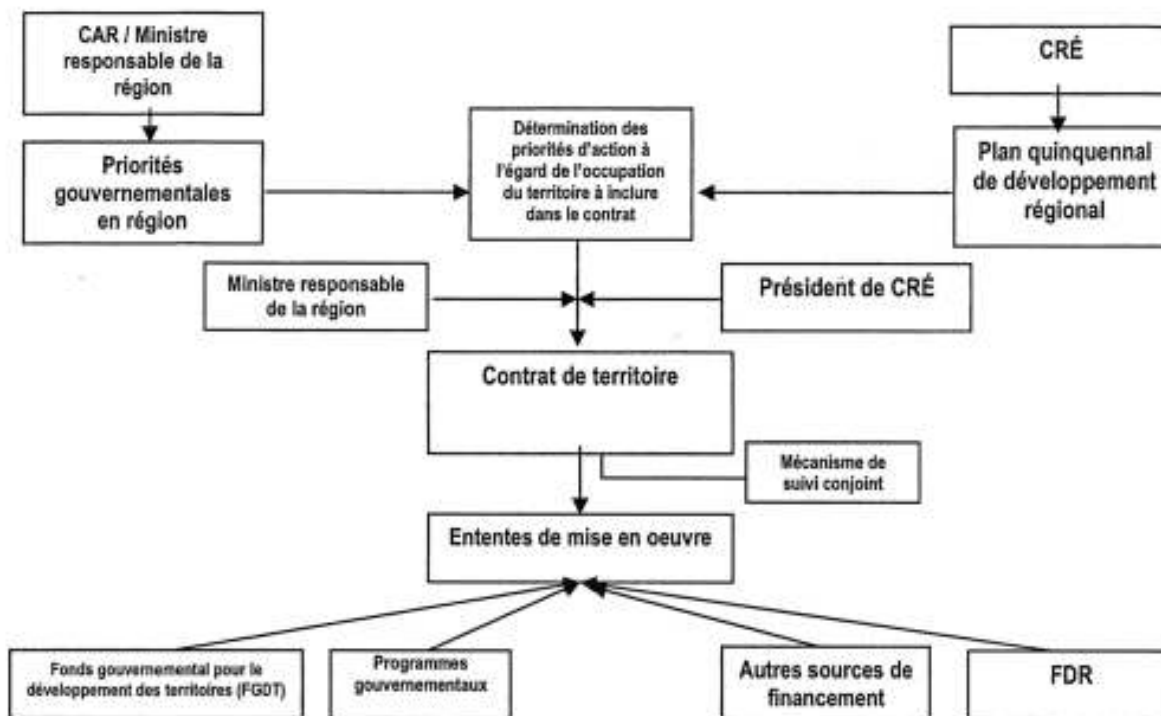 CAR / Ministre
responsable de la
région
CRÉ
Priorités
gouvernementales
en région
Détermination des
priorités d'action à
l'égard de l'occupation
du territoire à inclure
dans le contrat
Plan quinquennal
de développement
régional
Ministre responsable
de la région
Président de CRÉ
Contrat de territoire
Mécanisme de
suivi conjoint
Ententes de mise en oeuvre
Fonds gouvernemental pour le
développement des territoires (FGDT)
Programmes
gouvernementaux
Autres sources de
financement
FDR